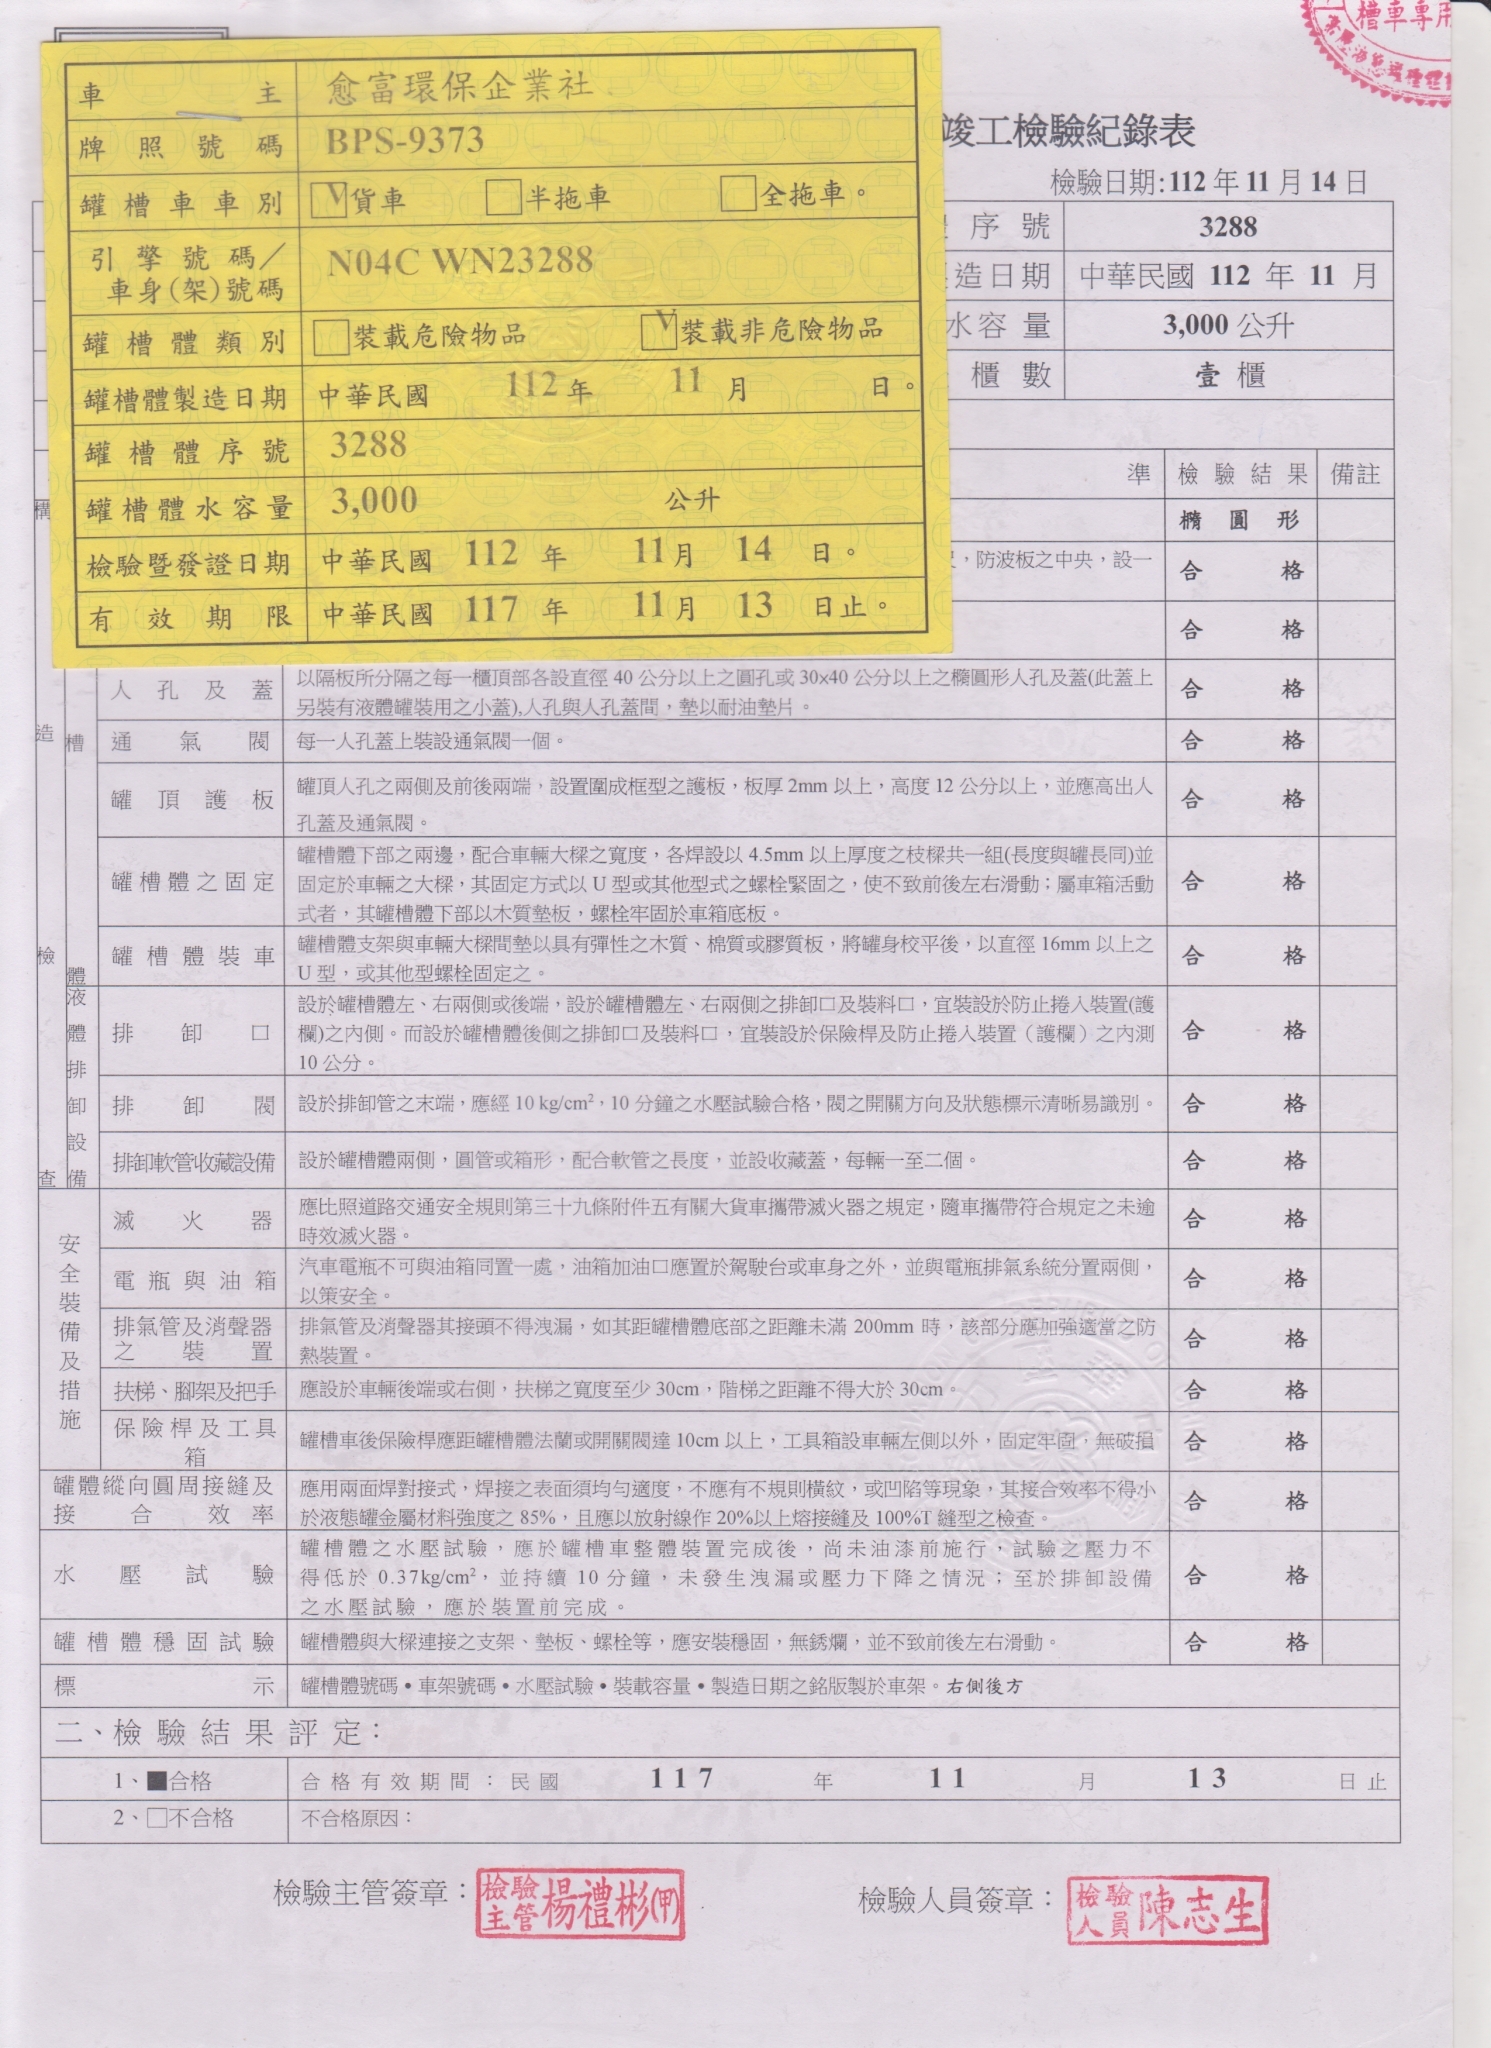 槽車專用
車主 愈富環保企業社
牌照號碼 BPS-9373
罐槽車車別 V貨車 □半拖車 □全拖車。
引擎號碼/ N04C WN23288
車身(架)號碼
罐槽體類別 □裝載危險物品 V裝載非危險物品
罐槽體製造日期 中華民國 112年 11月 日。
罐槽體序號 3288
罐槽體水容量 3,000 公升
檢驗暨發證日期 中華民國 112 年 11月 14 日。
有效期限 中華民國 117 年 11月 13 日止。
竣工檢驗紀錄表
檢驗日期:112 年 11 月 14 日
序號 3288
造日期 中華民國 112 年 11 月
水容量 3,000 公升
櫃數 壹櫃
準 檢驗結果 備註
橢圓形
,防波板之中央,設一 合格
合格
構造檢查
槽體
人孔及蓋 以隔板所分隔之每一櫃頂部各設直徑 40 公分以上之圓孔或 30×40 公分以上之橢圓形人孔及蓋(此蓋上 合格
另裝有液體罐裝用之小蓋),人孔與人孔蓋間,墊以耐油墊片。
通氣閥 每一人孔蓋上裝設通氣閥一個。 合格
罐頂護板 罐頂人孔之兩側及前後兩端,設置圍成框型之護板,板厚 2mm 以上,高度 12 公分以上,並應高出人 合格
孔蓋及通氣閥。
罐槽體之固定 罐槽體下部之兩邊,配合車輛大樑之寬度,各焊設以 4.5mm 以上厚度之枝樑共一組(長度與罐長同)並 合格
固定於車輛之大樑,其固定方式以 U 型或其他型式之螺栓緊固之,使不致前後左右滑動;屬車箱活動
式者,其罐槽體下部以木質墊板,螺栓牢固於車箱底板。
罐槽體裝車 罐槽體支架與車輛大樑間墊以具有彈性之木質、棉質或膠質板,將罐身校平後,以直徑 16mm 以上之 合格
U 型,或其他型螺栓固定之。
液體排卸設備
排卸口 設於罐槽體左、右兩側或後端,設於罐槽體左、右兩側之排卸口及裝料口,宜裝設於防止捲入裝置(護 合格
欄)之內側。而設於罐槽體後側之排卸口及裝料口,宜裝設於保險桿及防止捲入裝置(護欄)之內測
10 公分。
排卸閥 設於排卸管之末端,應經 10 kg/cm²,10 分鐘之水壓試驗合格,閥之開關方向及狀態標示清晰易識別。 合格
排卸軟管收藏設備 設於罐槽體兩側,圓管或箱形,配合軟管之長度,並設收藏蓋,每輛一至二個。 合格
安全裝備及措施
滅火器 應比照道路交通安全規則第三十九條附件五有關大貨車攜帶滅火器之規定,隨車攜帶符合規定之未逾 合格
時效滅火器。
電瓶與油箱 汽車電瓶不可與油箱同置一處,油箱加油口應置於駕駛台或車身之外,並與電瓶排氣系統分置兩側, 合格
以策安全。
排氣管及消聲器 排氣管及消聲器其接頭不得洩漏,如其距罐槽體底部之距離未滿 200mm 時,該部分應加強適當之防 合格
之裝置 熱裝置。
扶梯、腳架及把手 應設於車輛後端或右側,扶梯之寬度至少 30cm,階梯之距離不得大於 30cm。 合格
保險桿及工具箱 罐槽車後保險桿應距罐槽體法蘭或開關閥達 10cm 以上,工具箱設車輛左側以外,固定牢固,無破損 合格
罐體縱向圓周接縫及 應用兩面焊對接式,焊接之表面須均勻適度,不應有不規則橫紋,或凹陷等現象,其接合效率不得小 合格
接合效率 於液態罐金屬材料強度之 85%,且應以放射線作 20%以上熔接縫及 100%T 縫型之檢查。
水壓試驗 罐槽體之水壓試驗,應於罐槽車整體裝置完成後,尚未油漆前施行,試驗之壓力不 合格
得低於 0.37kg/cm²,並持續 10 分鐘,未發生洩漏或壓力下降之情況;至於排卸設備
之水壓試驗,應於裝置前完成。
罐槽體穩固試驗 罐槽體與大樑連接之支架、墊板、螺栓等,應安裝穩固,無銹爛,並不致前後左右滑動。 合格
標示 罐槽體號碼•車架號碼•水壓試驗•裝載容量•製造日期之銘版製於車架。右側後方
二、檢驗結果評定:
1、■合格 合格有效期間:民國 117 年 11 月 13 日止
2、□不合格 不合格原因:
檢驗主管簽章: 檢驗主管 楊禮彬(甲) 檢驗人員簽章: 檢驗人員 陳志生